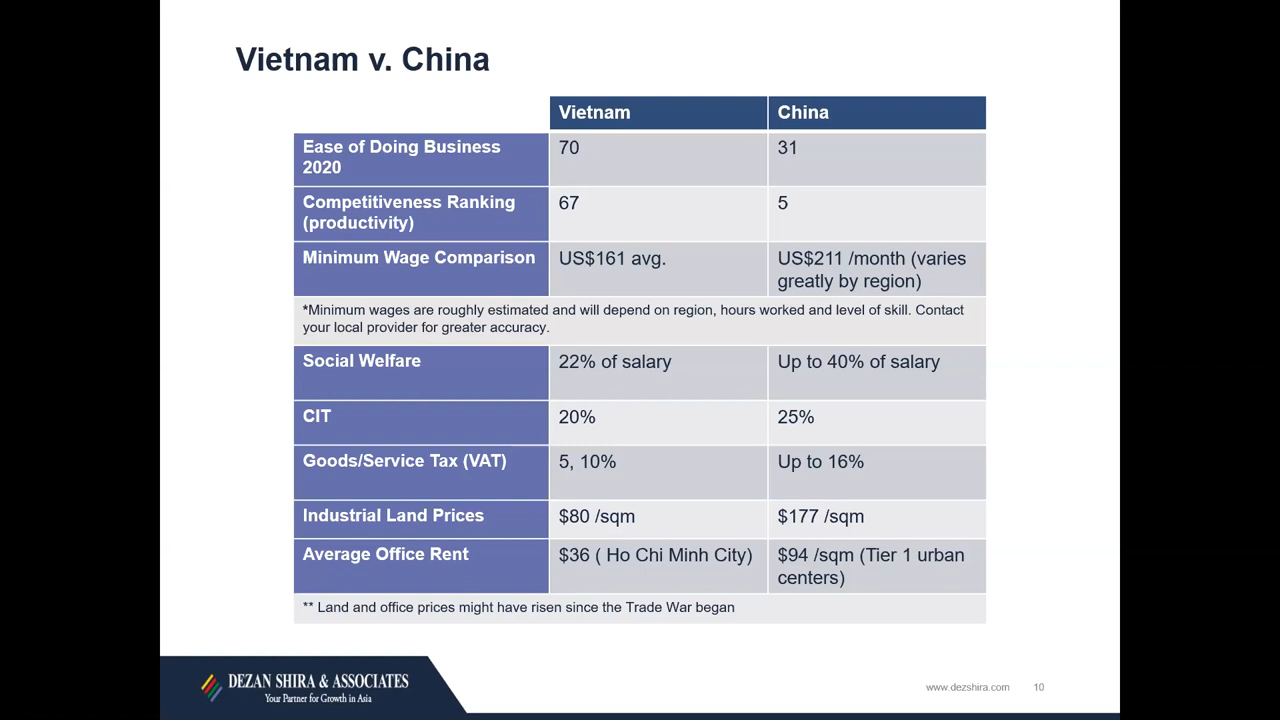 Vietnam v. China
Vietnam China
Ease of Doing Business 70 31
2020
Competitiveness Ranking 67 5
(productivity)
Minimum Wage Comparison US$161 avg. US$211 /month (varies
greatly by region)
*Minimum wages are roughly estimated and will depend on region, hours worked and level of skill. Contact
your local provider for greater accuracy.
Social Welfare 22% of salary Up to 40% of salary
CIT 20% 25%
Goods/Service Tax (VAT) 5, 10% Up to 16%
Industrial Land Prices $80 /sqm $177 /sqm
Average Office Rent $36 ( Ho Chi Minh City) $94 /sqm (Tier 1 urban
centers)
** Land and office prices might have risen since the Trade War began
DEZAN SHIRA & ASSOCIATES
Your Partner for Growth in Asia
www.dezshira.com 10